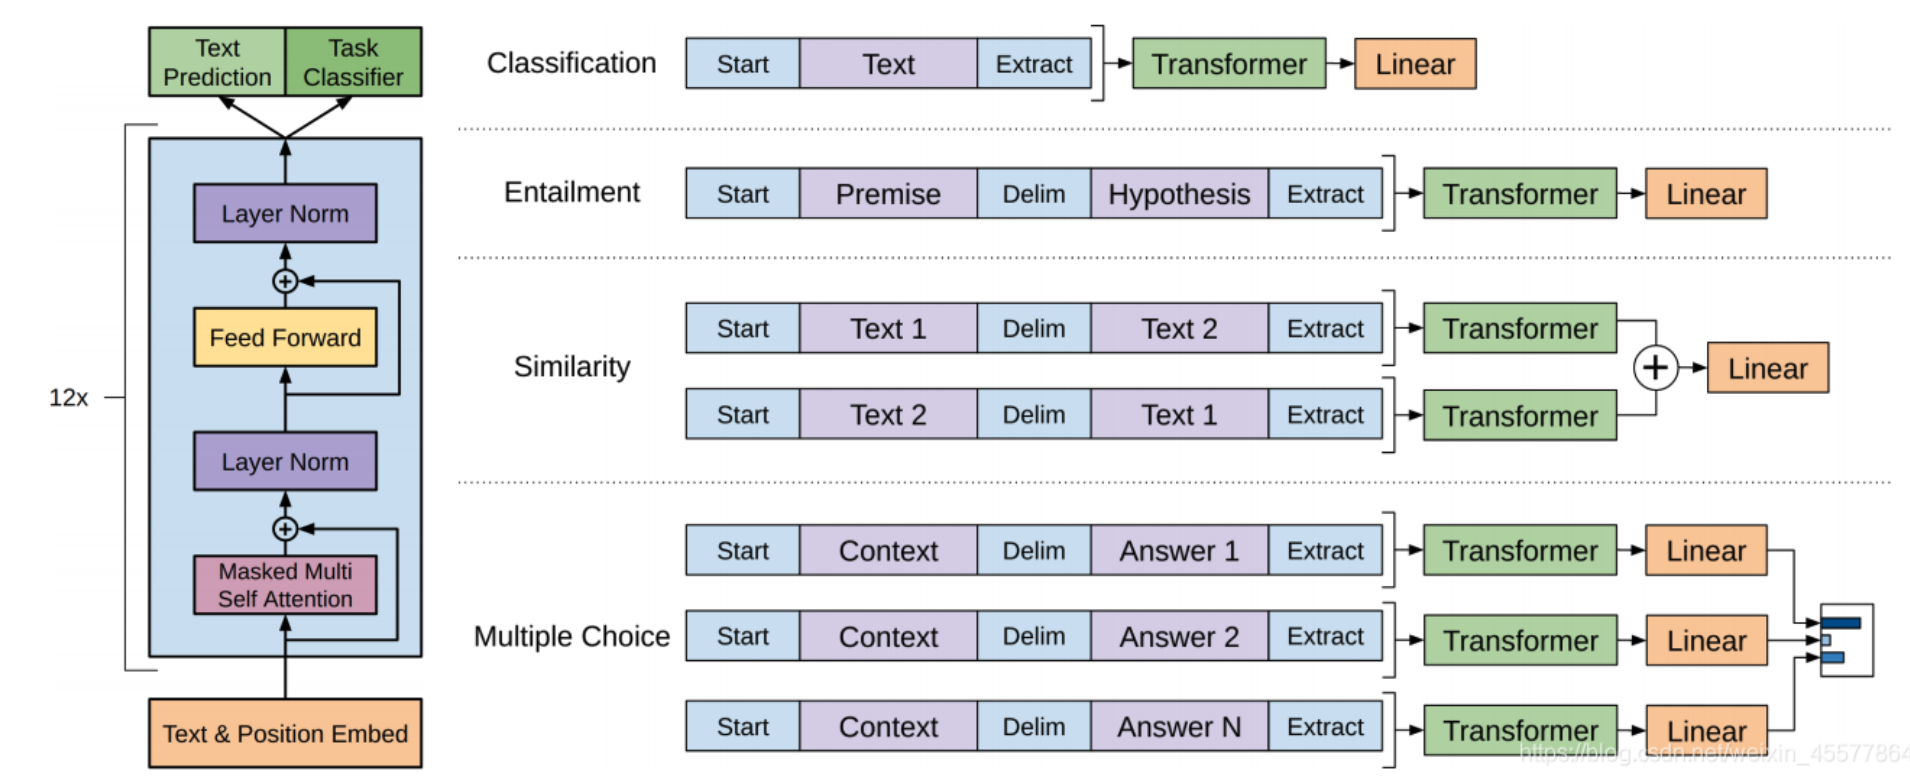 Text
Prediction
Task
Classifier
12x
Layer Norm
+
Feed Forward
Layer Norm
+
Masked Multi
Self Attention
Text & Position Embed
Classification Start Text Extract Transformer Linear
Entailment Start Premise Delim Hypothesis Extract Transformer Linear
Similarity
Start Text 1 Delim Text 2 Extract Transformer
Start Text 2 Delim Text 1 Extract Transformer
+
Linear
Multiple Choice
Start Context Delim Answer 1 Extract Transformer Linear
Start Context Delim Answer 2 Extract Transformer Linear
Start Context Delim Answer N Extract Transformer Linear
https://blog.csdn.net/weixin_45577864